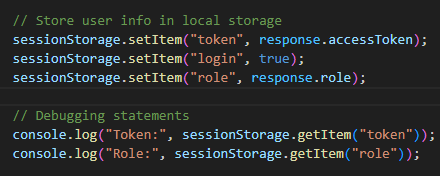 // Store user info in local storage
sessionStorage.setItem("token", response.accessToken);
sessionStorage.setItem("login", true);
sessionStorage.setItem("role", response.role);
// Debugging statements
console.log("Token:", sessionStorage.getItem("token"));
console.log("Role:", sessionStorage.getItem("role"));